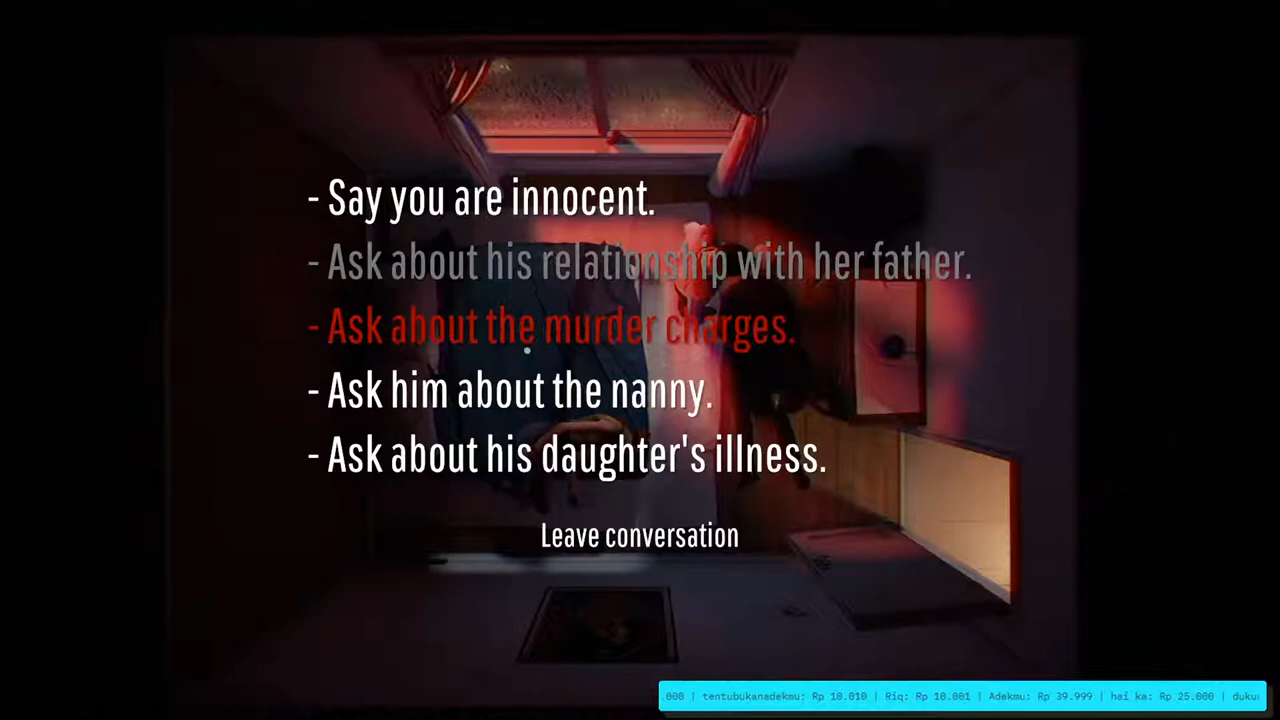 - Say you are innocent.
- Ask about his relationship with her father.
- Ask about the murder charges.
- Ask him about the nanny.
- Ask about his daughter's illness.
Leave conversation
.000 | tentubukanadekmu: Rp 10.010 | Riq: Rp 10.001 | Adekmu: Rp 39.999 | hai ka: Rp 25.000 | duku